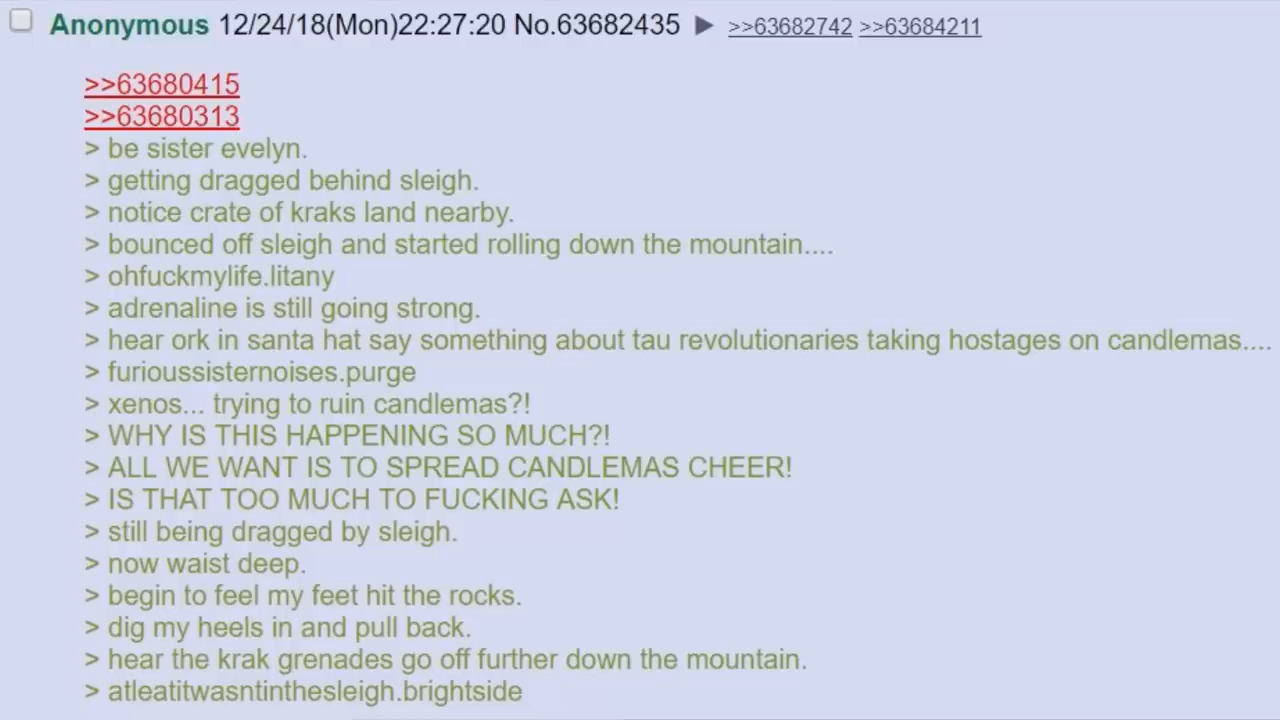 Anonymous 12/24/18(Mon)22:27:20 No.63682435 ▶ >>63682742 >>63684211
>>63680415
>>63680313
> be sister evelyn.
> getting dragged behind sleigh.
> notice crate of kraks land nearby.
> bounced off sleigh and started rolling down the mountain....
> ohfuckmylife.litany
> adrenaline is still going strong.
> hear ork in santa hat say something about tau revolutionaries taking hostages on candlemas....
> furioussisternoises.purge
> xenos... trying to ruin candlemas?!
> WHY IS THIS HAPPENING SO MUCH?!
> ALL WE WANT IS TO SPREAD CANDLEMAS CHEER!
> IS THAT TOO MUCH TO FUCKING ASK!
> still being dragged by sleigh.
> now waist deep.
> begin to feel my feet hit the rocks.
> dig my heels in and pull back.
> hear the krak grenades go off further down the mountain.
> atleatitwasntinthesleigh.brightside